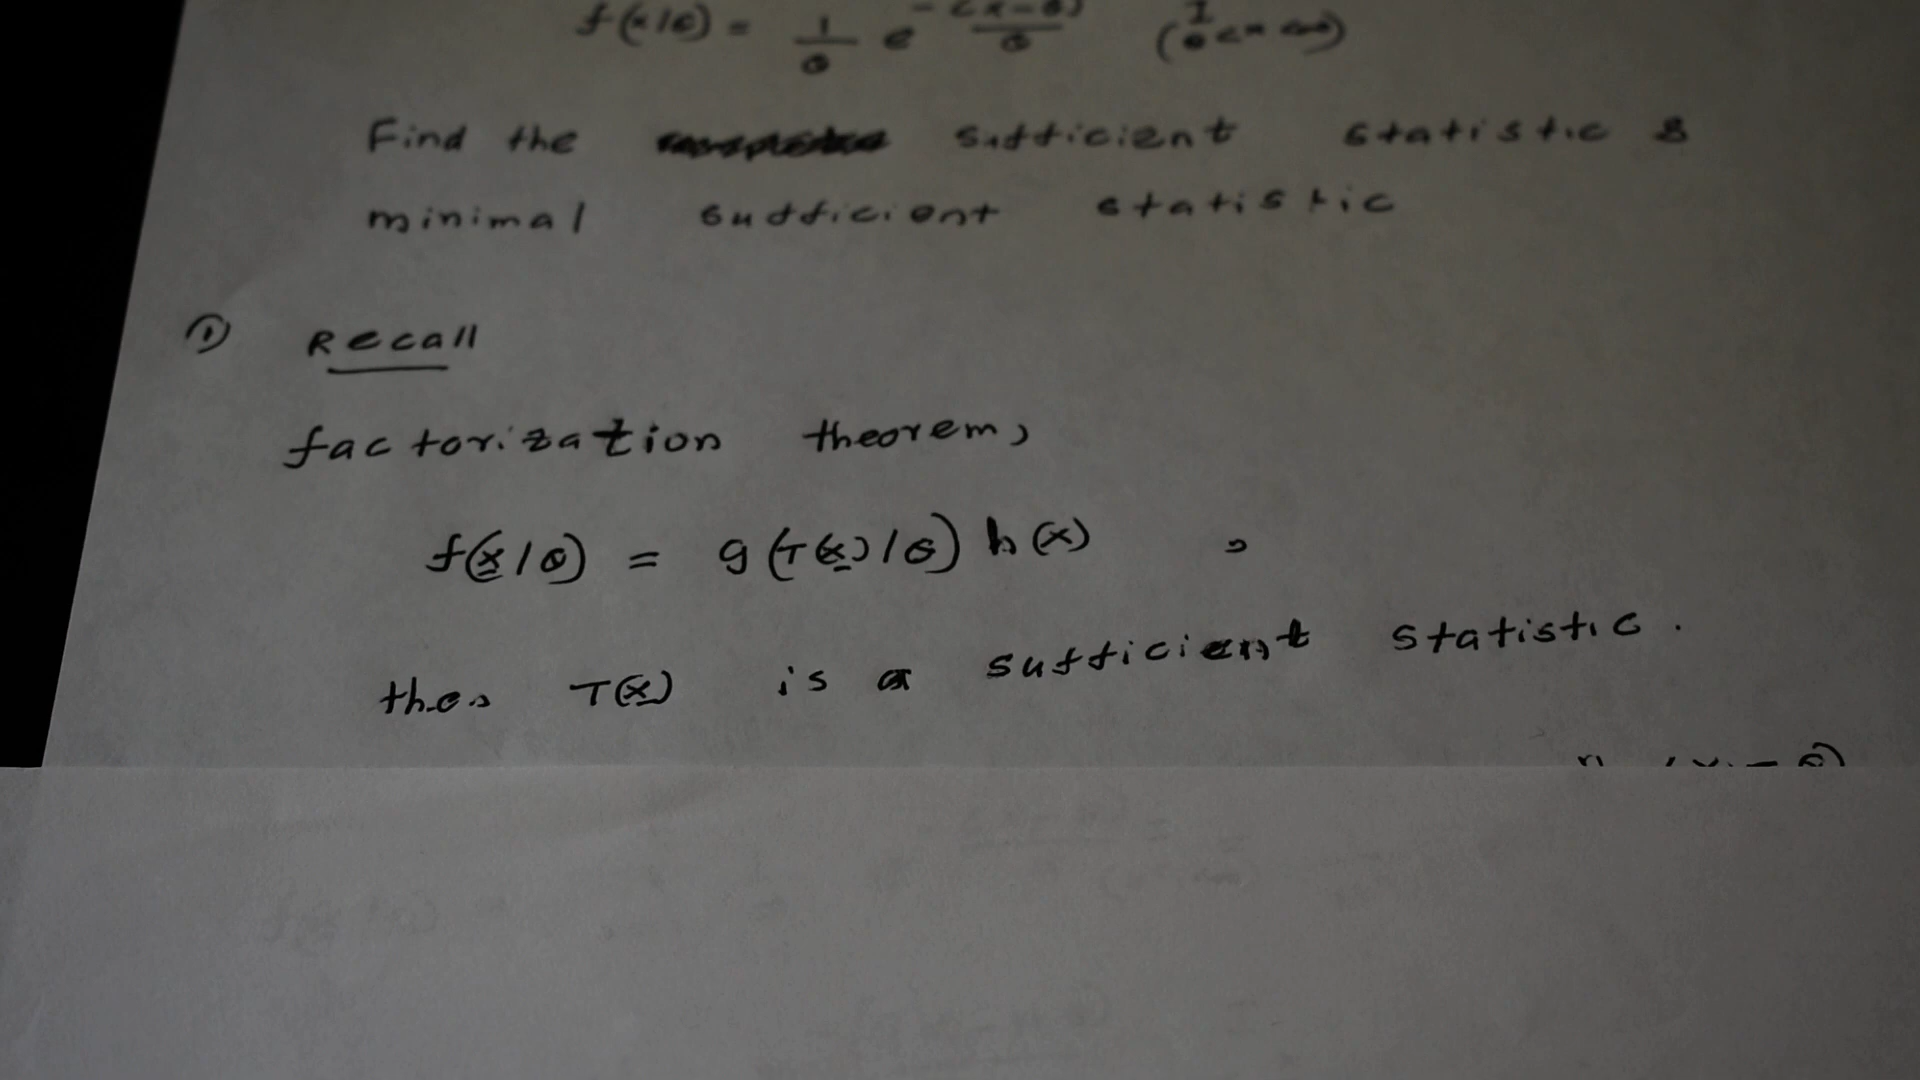 f(x/θ) = 1/θ e^-(x-θ)/θ I(θ<x<∞)
Find the sufficient statistic &
minimal sufficient statistic
① Recall
factorization theorem,
f(x/θ) = g(T(x)/θ) h(x) ,
then T(x) is a sufficient statistic.